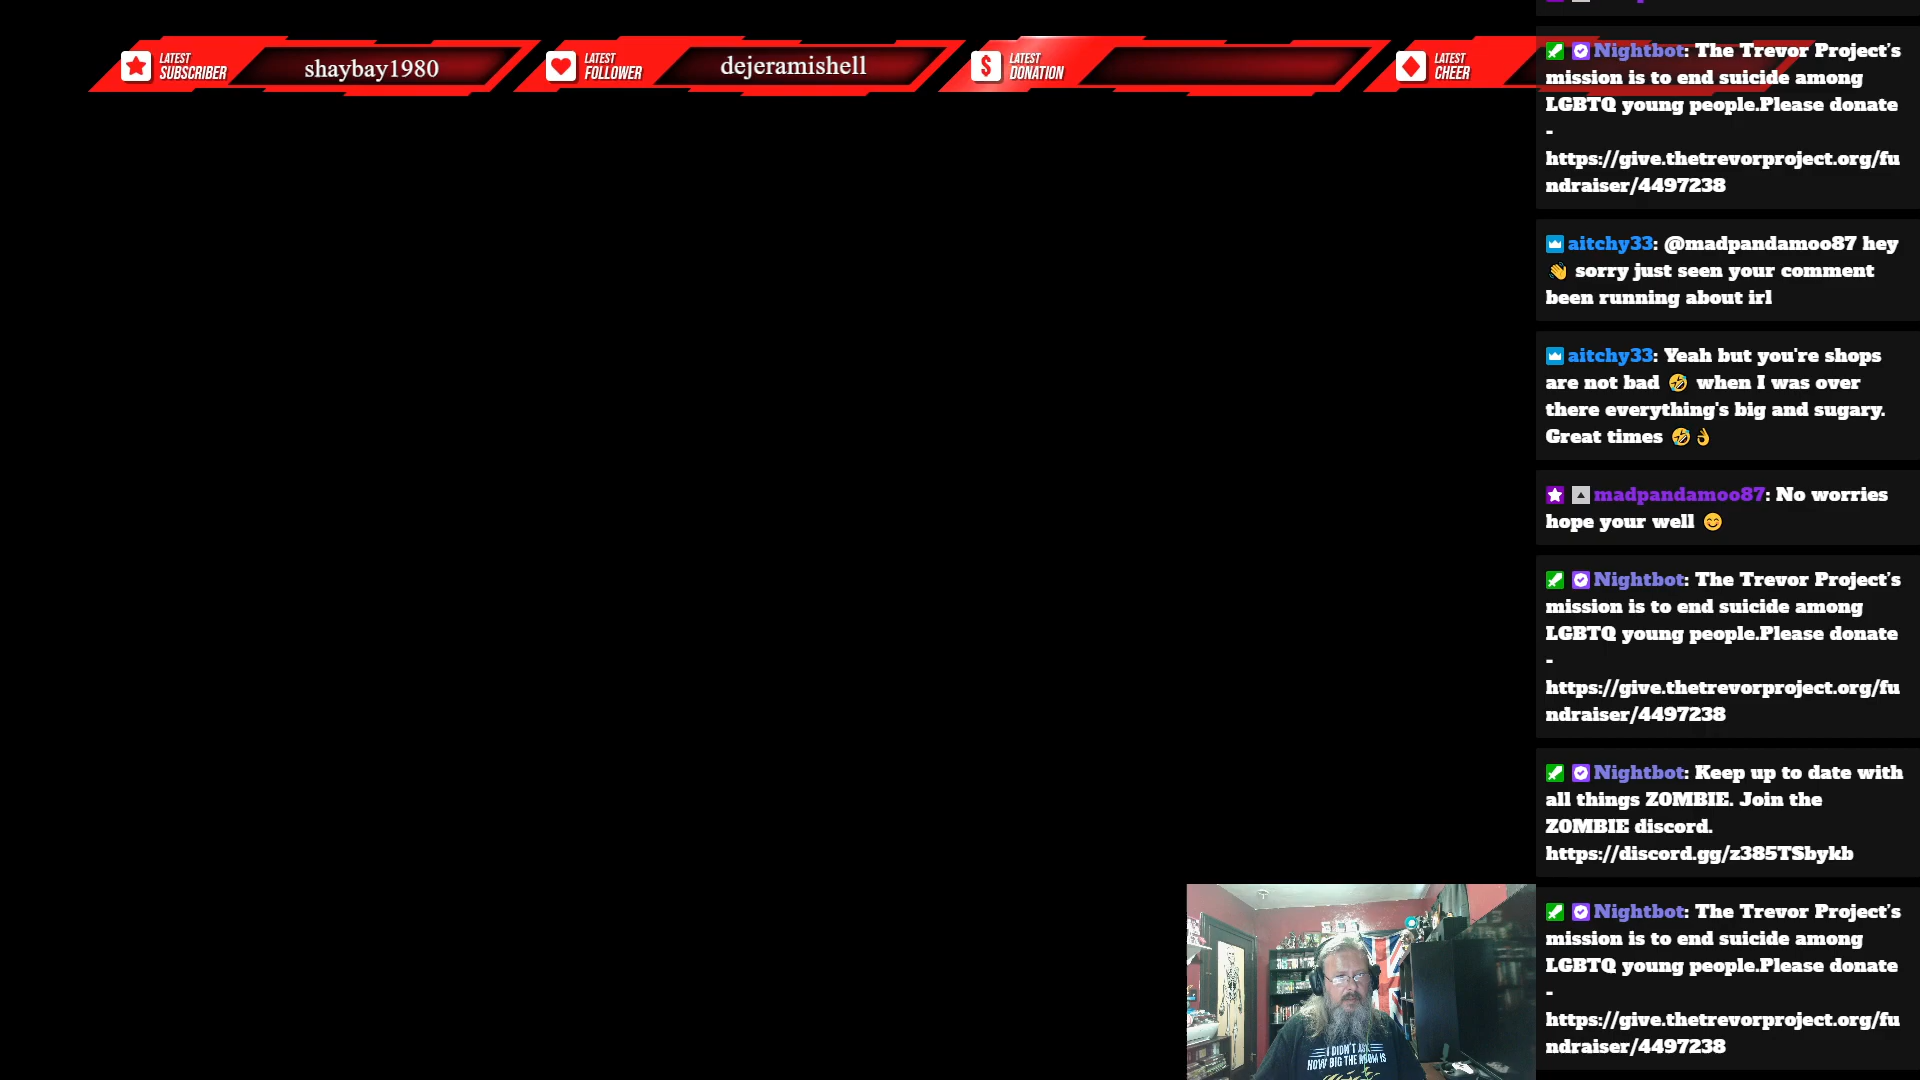 LATEST
SUBSCRIBER
shaybay1980
LATEST
FOLLOWER
dejeramishell
$
LATEST
DONATION
LATEST
CHEER
Nightbot: The Trevor Project's
mission is to end suicide among
LGBTQ young people.Please donate
-
https://give.thetrevorproject.org/fu
ndraiser/4497238
aitchy33: @madpandamoo87 hey
👋 sorry just seen your comment
been running about irl
aitchy33: Yeah but you're shops
are not bad 🤣 when I was over
there everything's big and sugary.
Great times 🤣👌
madpandamoo87: No worries
hope your well 😊
Nightbot: The Trevor Project's
mission is to end suicide among
LGBTQ young people.Please donate
-
https://give.thetrevorproject.org/fu
ndraiser/4497238
Nightbot: Keep up to date with
all things ZOMBIE. Join the
ZOMBIE discord.
https://discord.gg/z385TSbykb
Nightbot: The Trevor Project's
mission is to end suicide among
LGBTQ young people.Please donate
-
https://give.thetrevorproject.org/fu
ndraiser/4497238
I DIDN'T ASK
HOW BIG THE ROOM IS